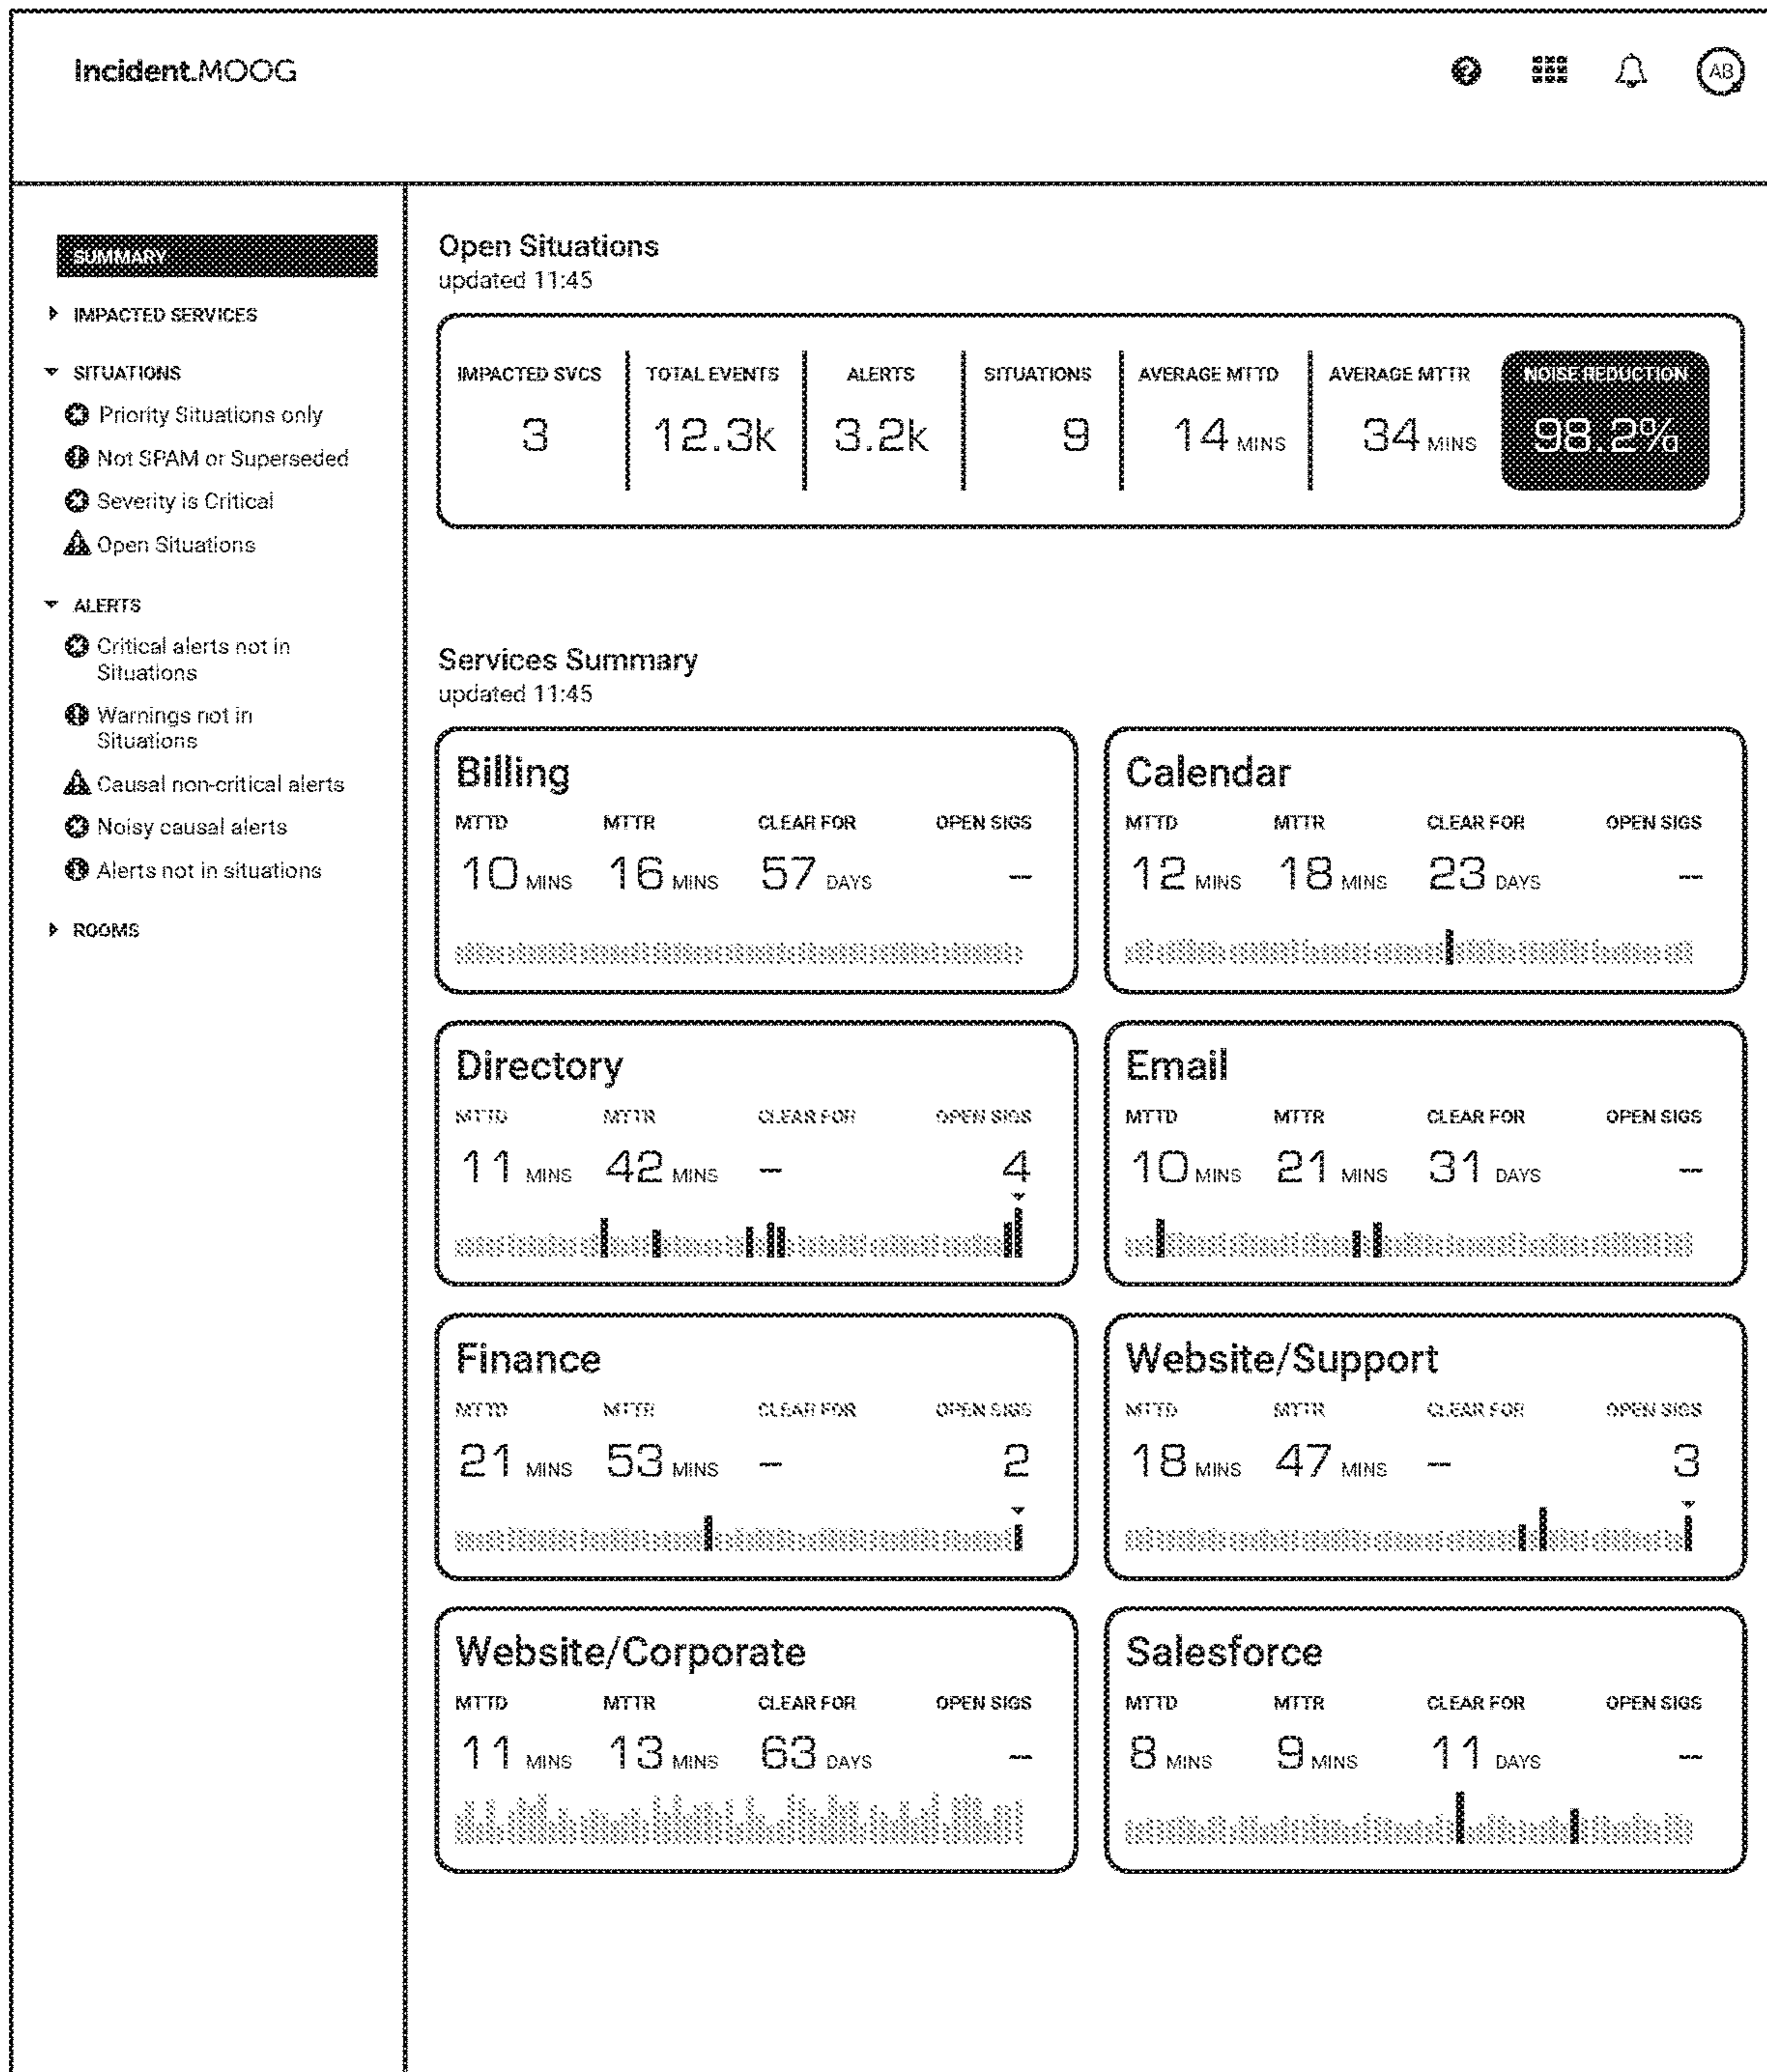 Incident.MOOG
AB
SUMMARY
IMPACTED SERVICES
SITUATIONS
Priority Situations only
Not SPAM or Superseded
Severity is Critical
Open Situations
ALERTS
Critical alerts not in
Situations
Warnings not in
Situations
Causal non-critical alerts
Noisy causal alerts
Alerts not in situations
ROOMS
Open Situations
updated 11:45
IMPACTED SVCS TOTAL EVENTS ALERTS SITUATIONS AVERAGE MTTD AVERAGE MTTR NOISE REDUCTION
3 12.3k 3.2k 9 14 MINS 34 MINS 98.2%
Services Summary
updated 11:45
Billing
MTTD MTTR CLEAR FOR OPEN SIGS
10 MINS 16 MINS 57 DAYS –
Calendar
MTTD MTTR CLEAR FOR OPEN SIGS
12 MINS 18 MINS 23 DAYS –
Directory
MTTD MTTR CLEAR FOR OPEN SIGS
11 MINS 42 MINS – 4
Email
MTTD MTTR CLEAR FOR OPEN SIGS
10 MINS 21 MINS 31 DAYS –
Finance
MTTD MTTR CLEAR FOR OPEN SIGS
21 MINS 53 MINS – 2
Website/Support
MTTD MTTR CLEAR FOR OPEN SIGS
18 MINS 47 MINS – 3
Website/Corporate
MTTD MTTR CLEAR FOR OPEN SIGS
11 MINS 13 MINS 63 DAYS –
Salesforce
MTTD MTTR CLEAR FOR OPEN SIGS
8 MINS 9 MINS 11 DAYS –